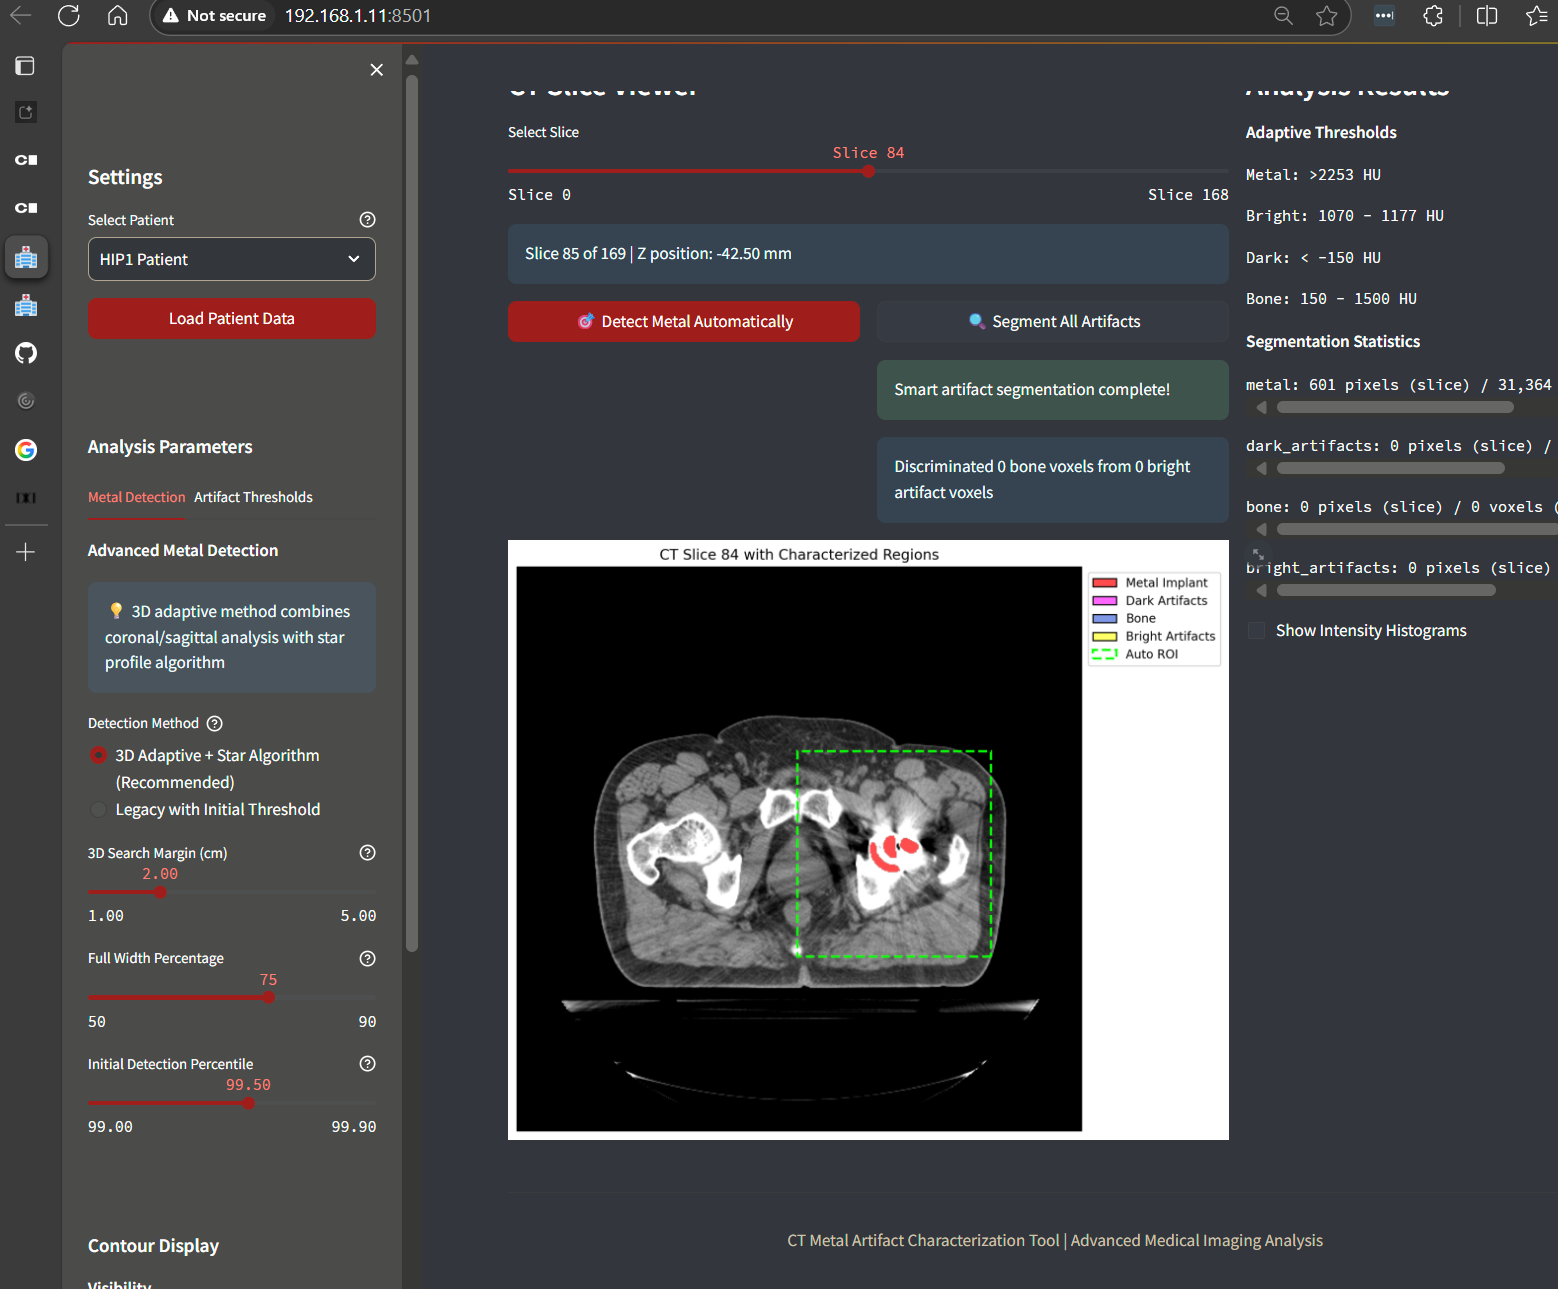 Not secure
192.168.1.11:8501
Settings
Select Patient
HIP1 Patient
Load Patient Data
Analysis Parameters
Metal Detection
Artifact Thresholds
Advanced Metal Detection
💡 3D adaptive method combines
coronal/sagittal analysis with star
profile algorithm
Detection Method
3D Adaptive + Star Algorithm
(Recommended)
Legacy with Initial Threshold
3D Search Margin (cm)
2.00
1.00
5.00
Full Width Percentage
75
50
90
Initial Detection Percentile
99.50
99.00
99.90
Contour Display
Visibility
CT Slice Viewer
Select Slice
Slice 84
Slice 0
Slice 168
Slice 85 of 169 | Z position: -42.50 mm
🎯 Detect Metal Automatically
🔍 Segment All Artifacts
Smart artifact segmentation complete!
Discriminated 0 bone voxels from 0 bright
artifact voxels
CT Slice 84 with Characterized Regions
Metal Implant
Dark Artifacts
Bone
Bright Artifacts
Auto ROI
Analysis Results
Adaptive Thresholds
Metal: >2253 HU
Bright: 1070 - 1177 HU
Dark: < -150 HU
Bone: 150 - 1500 HU
Segmentation Statistics
metal: 601 pixels (slice) / 31,364
dark_artifacts: 0 pixels (slice) /
bone: 0 pixels (slice) / 0 voxels (
bright_artifacts: 0 pixels (slice)
Show Intensity Histograms
CT Metal Artifact Characterization Tool | Advanced Medical Imaging Analysis